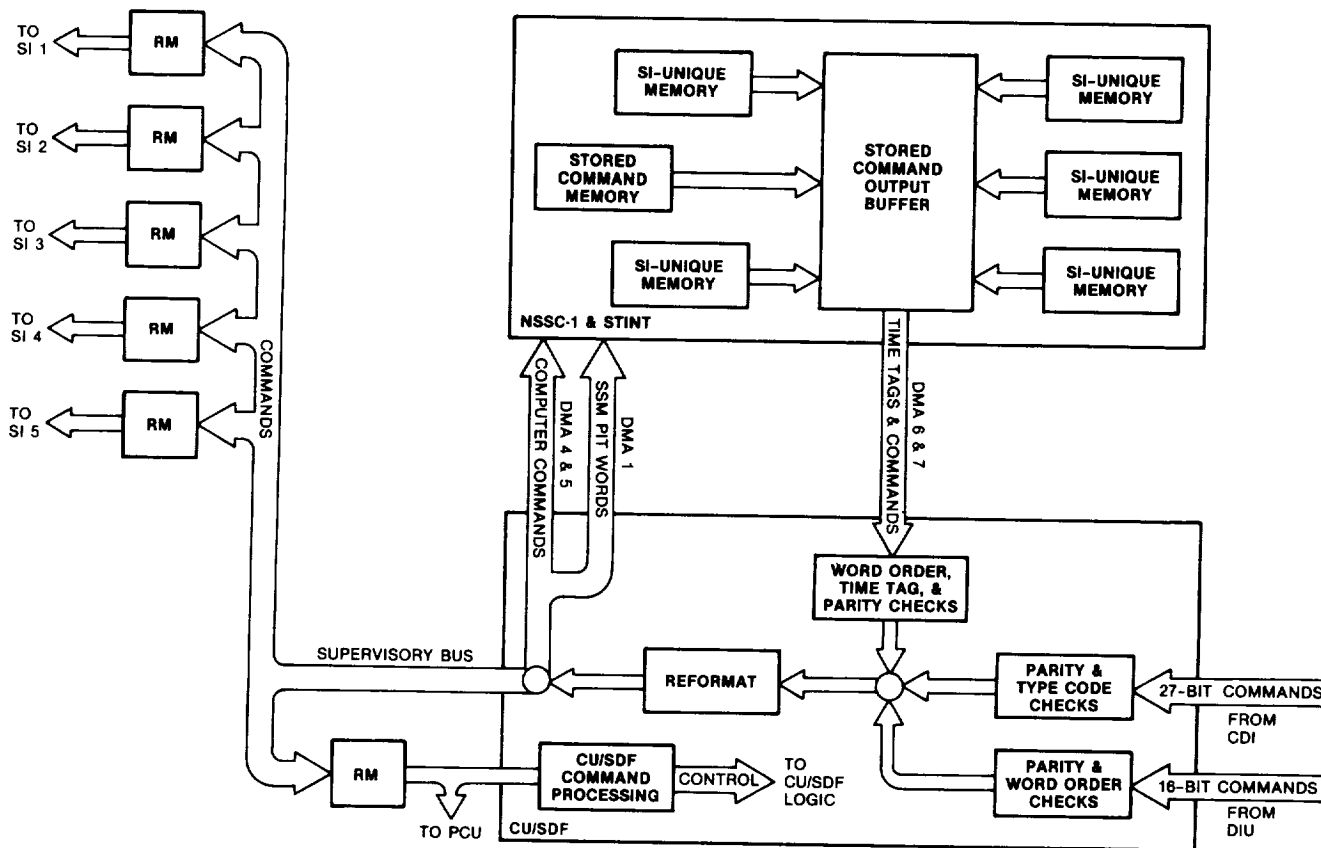 TO
SI 1
RM
TO
SI 2
RM
TO
SI 3
RM
TO
SI 4
RM
TO
SI 5
RM
COMMANDS
SI-UNIQUE
MEMORY
STORED
COMMAND
MEMORY
SI-UNIQUE
MEMORY
STORED
COMMAND
OUTPUT
BUFFER
SI-UNIQUE
MEMORY
SI-UNIQUE
MEMORY
SI-UNIQUE
MEMORY
NSSC-1 & STINT
COMPUTER COMMANDS
DMA 4 & 5
SSM PIT WORDS
DMA 1
TIME TAGS & COMMANDS
DMA 6 & 7
WORD ORDER,
TIME TAG, &
PARITY CHECKS
SUPERVISORY BUS
REFORMAT
PARITY &
TYPE CODE
CHECKS
27-BIT COMMANDS
FROM
CDI
RM
TO PCU
CU/SDF
COMMAND
PROCESSING
CONTROL
TO
CU/SDF
LOGIC
PARITY &
WORD ORDER
CHECKS
16-BIT COMMANDS
FROM
DIU
CU/SDF